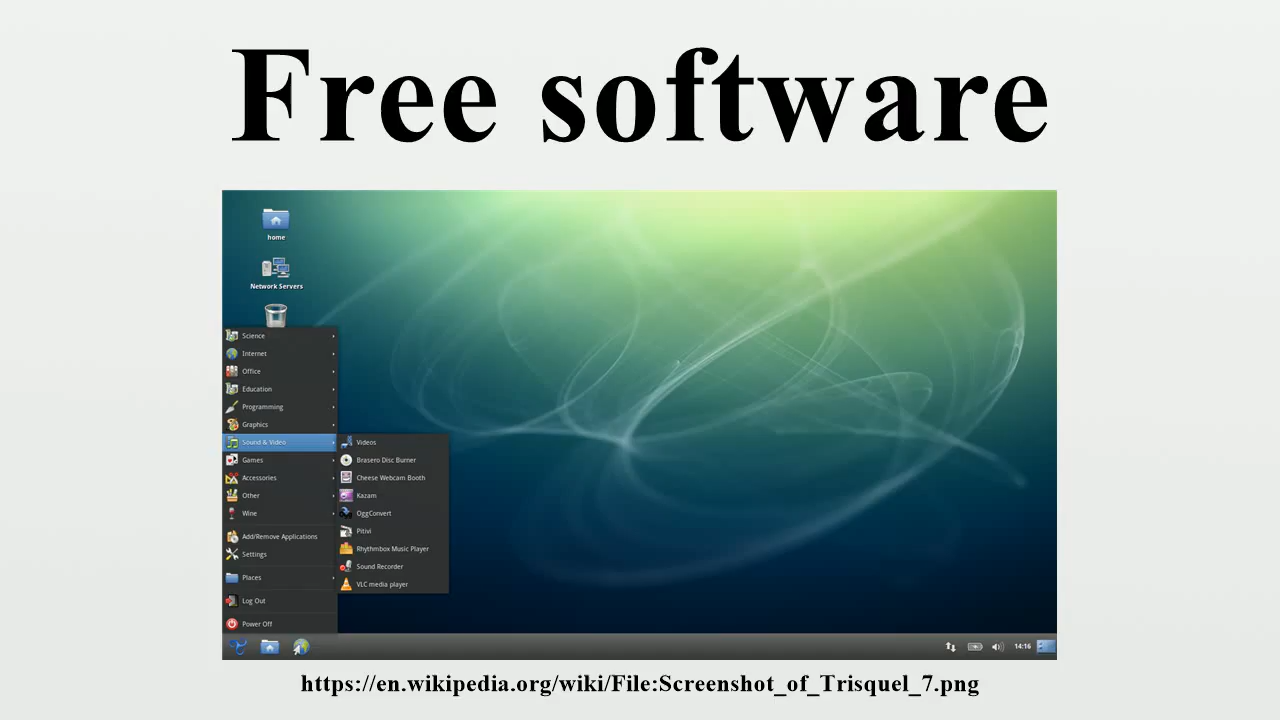 Free software
home
Network Servers
Science
Internet
Office
Education
Programming
Graphics
Sound & Video
Games
Accessories
Other
Wine
Add/Remove Applications
Settings
Places
Log Out
Power Off
Videos
Brasero Disc Burner
Cheese Webcam Booth
Kazam
OggConvert
Pitivi
Rhythmbox Music Player
Sound Recorder
VLC media player
14:16
https://en.wikipedia.org/wiki/File:Screenshot_of_Trisquel_7.png